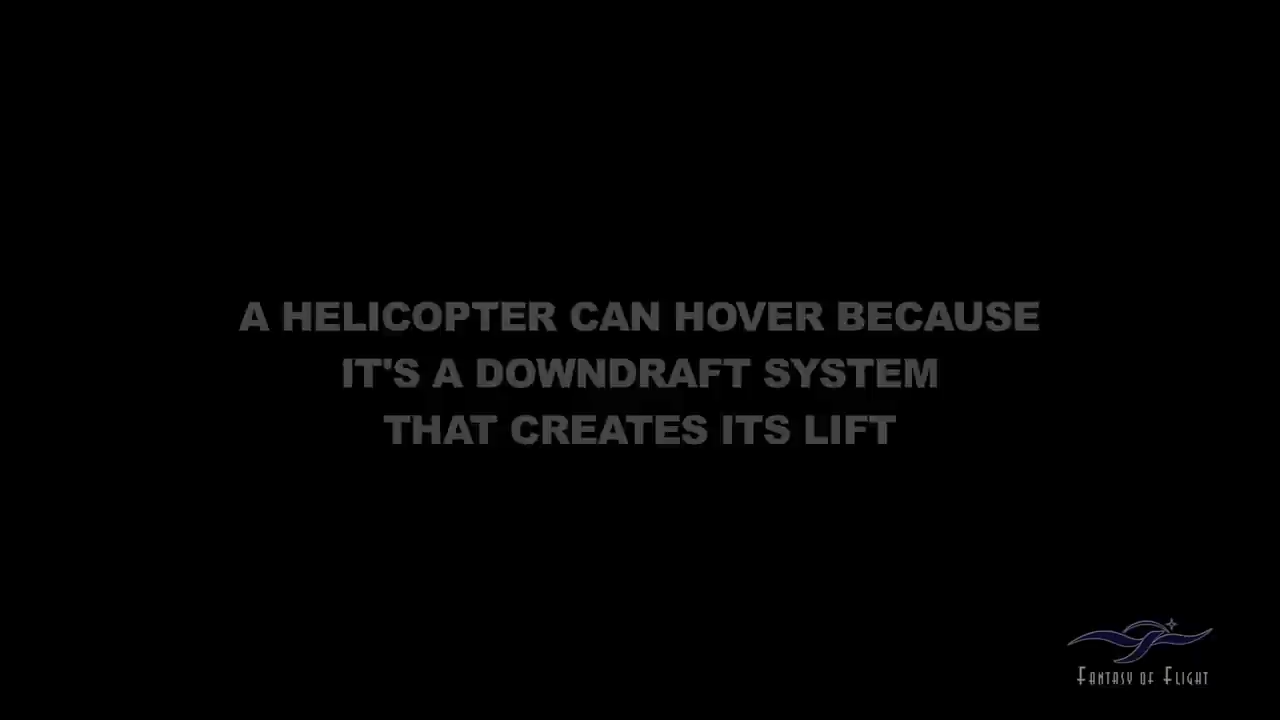 A HELICOPTER CAN HOVER BECAUSE
IT'S A DOWNDRAFT SYSTEM
THAT CREATES ITS LIFT
FANTASY OF FLIGHT